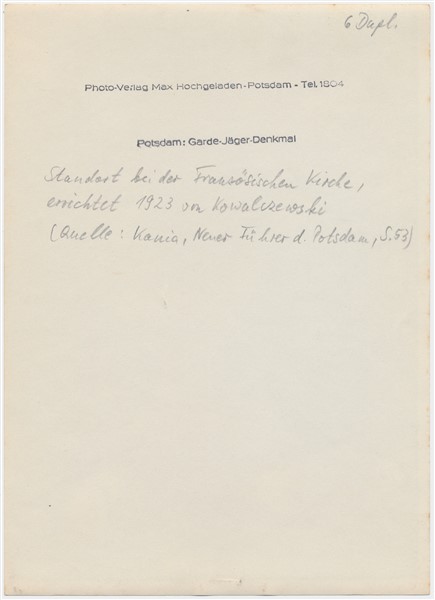 6 Dupl.
Photo-Verlag Max Hochgeladen-Potsdam - Tel. 1804
Potsdam: Garde-Jäger-Denkmal
Standort bei der Französischen Kirche,
errichtet 1923 von Kowalczewski
(Quelle: Kania, Neuer Führer d. Potsdam, S. 53)